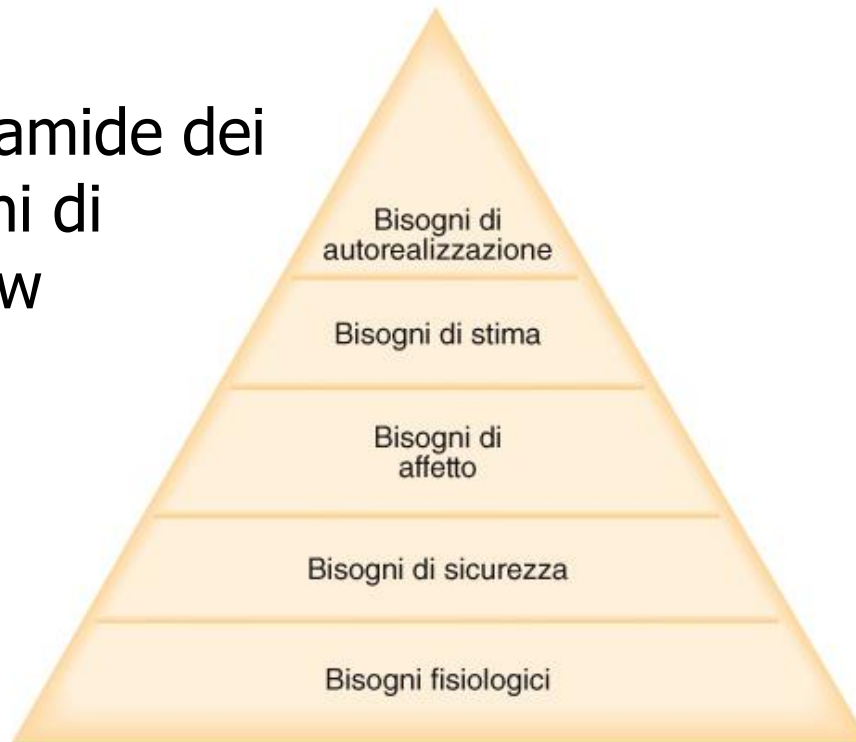 amide dei
ni di
w
Bisogni di
autorealizzazione
Bisogni di stima
Bisogni di
affetto
Bisogni di sicurezza
Bisogni fisiologici